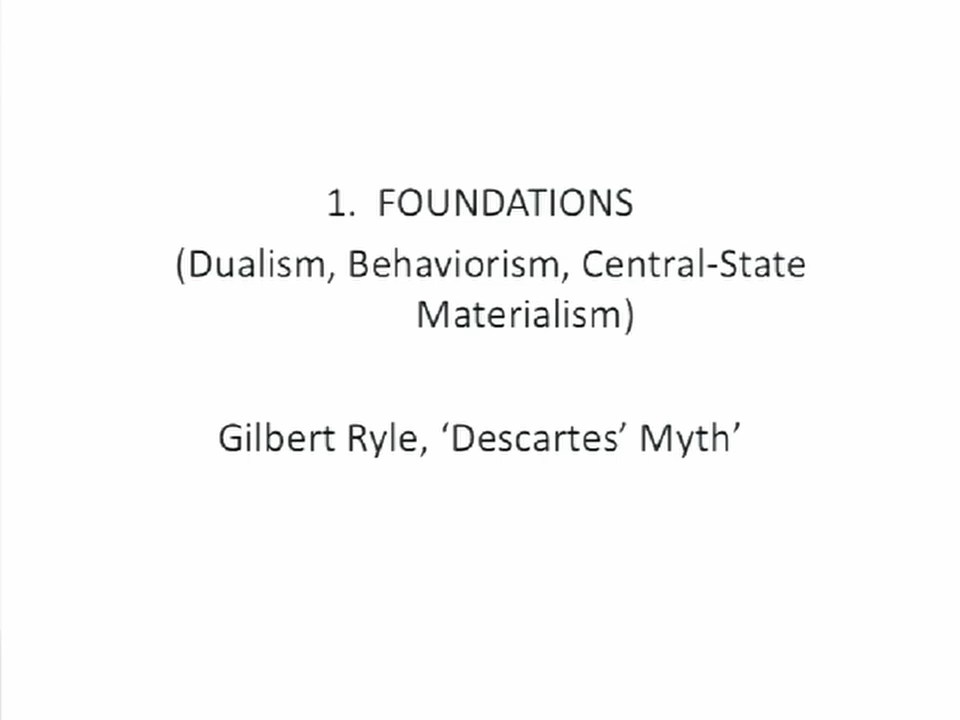 1. FOUNDATIONS
(Dualism, Behaviorism, Central-State
Materialism)
Gilbert Ryle, ‘Descartes’ Myth’